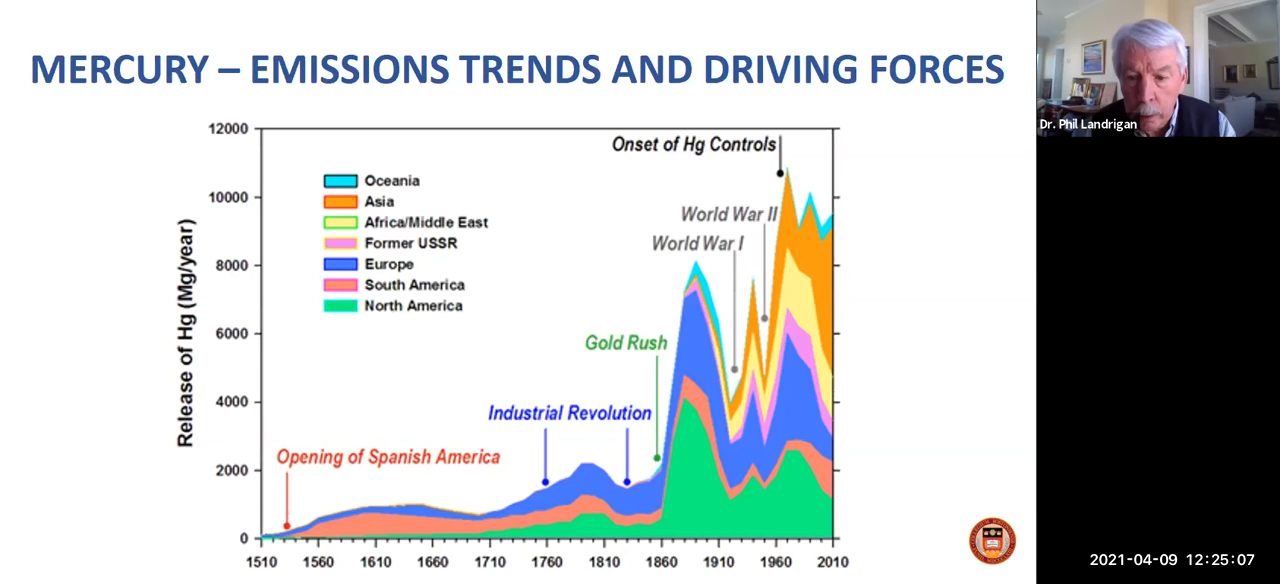 MERCURY – EMISSIONS TRENDS AND DRIVING FORCES
Dr. Phil Landrigan
12000
10000
8000
6000
4000
2000
0
Release of Hg (Mg/year)
Oceania
Asia
Africa/Middle East
Former USSR
Europe
South America
North America
Onset of Hg Controls
World War II
World War I
Gold Rush
Industrial Revolution
Opening of Spanish America
1510 1560 1610 1660 1710 1760 1810 1860 1910 1960 2010
2021-04-09 12:25:07